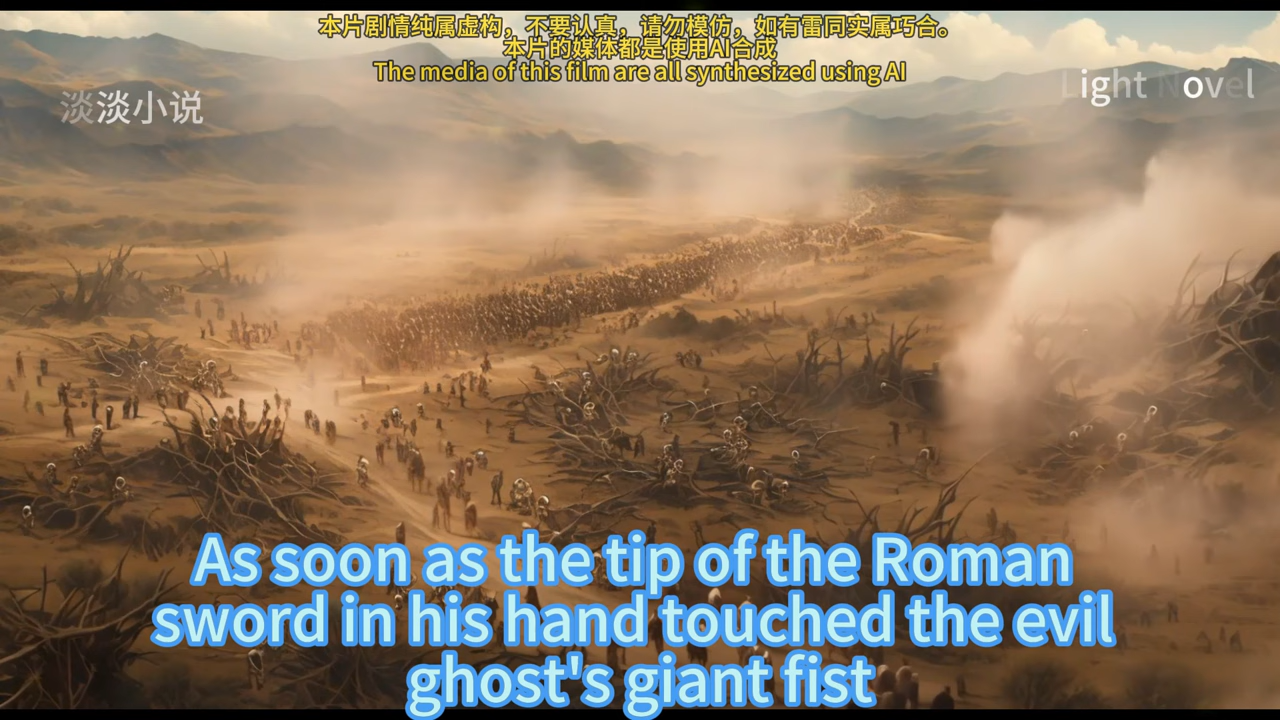 本片剧情纯属虚构，不要认真，请勿模仿，如有雷同实属巧合。
本片的媒体都是使用AI合成
The media of this film are all synthesized using AI
淡淡小说
Light Novel
As soon as the tip of the Roman
sword in his hand touched the evil
ghost's giant fist